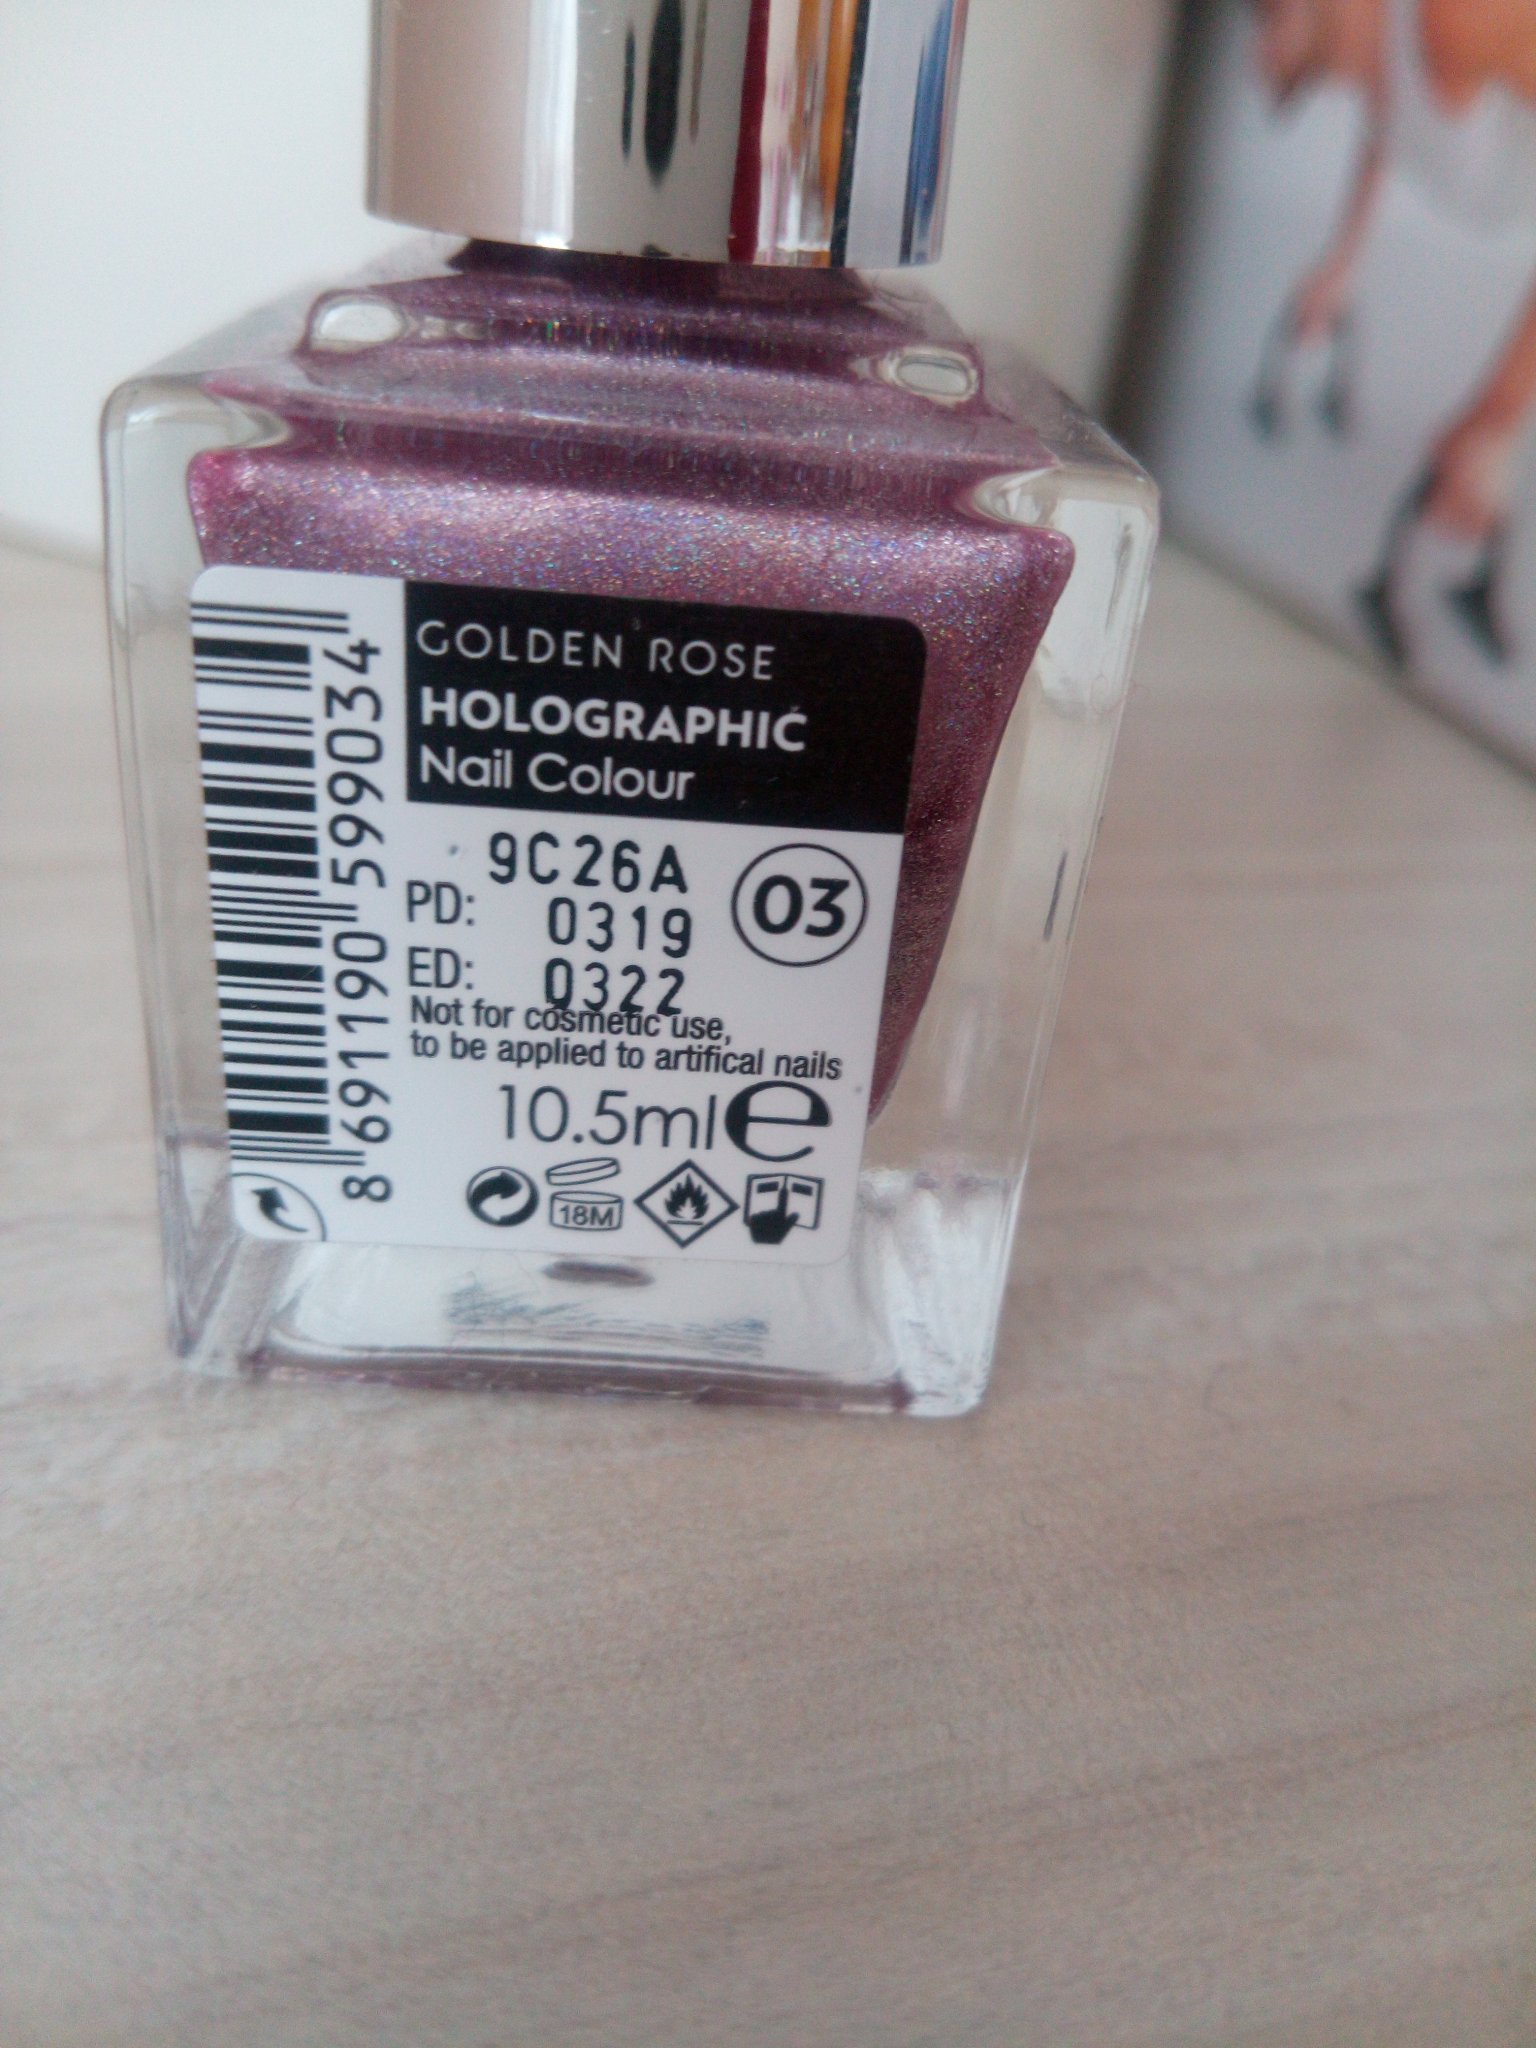 GOLDEN ROSE
HOLOGRAPHIC
Nail Colour
9C26A
03
PD: 0319
ED: 0322
Not for cosmetic use,
to be applied to artifical nails
10.5ml e
18M
8 691190 599034